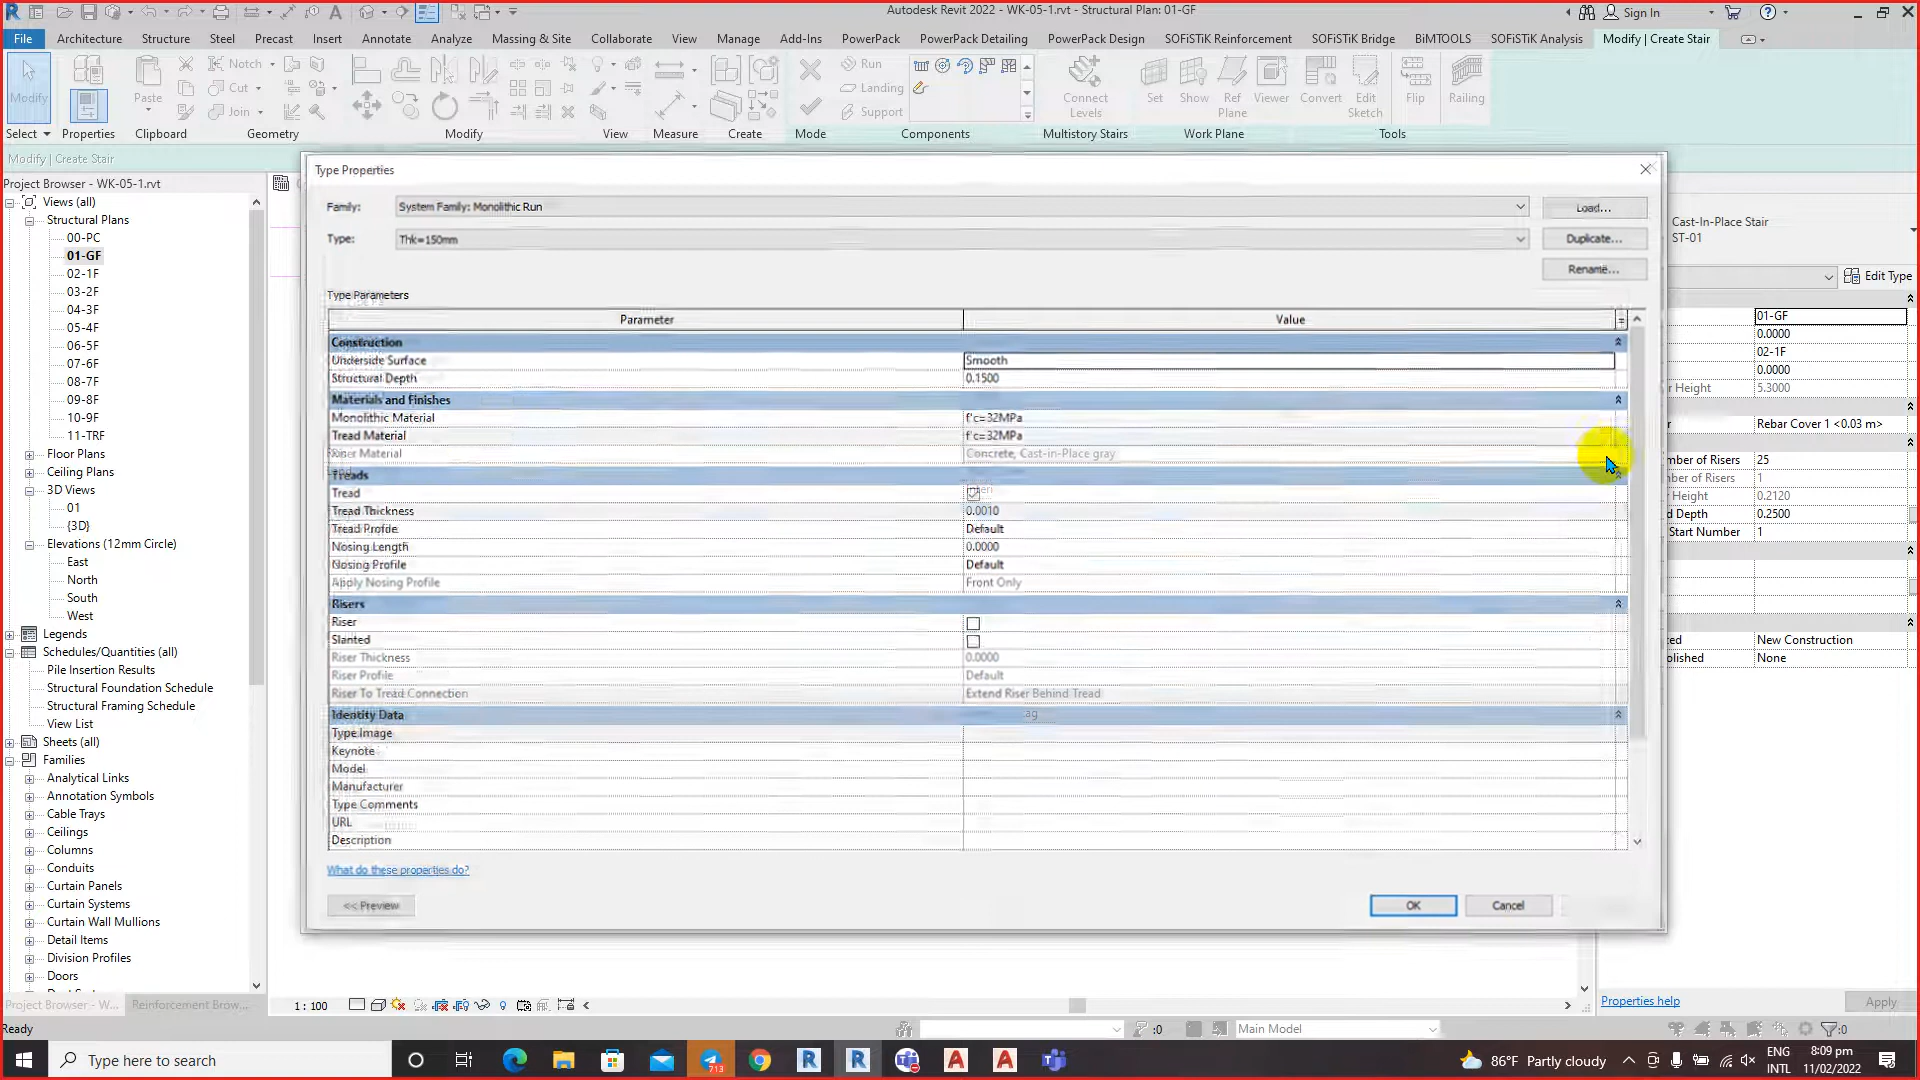 Autodesk Revit 2022 - WK-05-1.rvt - Structural Plan: 01-GF
Sign In
File Architecture Structure Steel Precast Insert Annotate Analyze Massing & Site Collaborate View Manage Add-Ins PowerPack PowerPack Detailing PowerPack Design SOFiSTiK Reinforcement SOFiSTiK Bridge BiMTOOLS SOFiSTiK Analysis Modify | Create Stair
Notch
Cut
Join
Modify
Paste
Run
Landing
Support
Connect Levels
Set Show Ref Plane Viewer Convert Edit Sketch Flip Railing
Select Properties Clipboard Geometry Modify View Measure Create Mode Components Multistory Stairs Work Plane Tools
Modify | Create Stair
Project Browser - WK-05-1.rvt
Views (all)
Structural Plans
00-PC
01-GF
02-1F
03-2F
04-3F
05-4F
06-5F
07-6F
08-7F
09-8F
10-9F
11-TRF
Floor Plans
Ceiling Plans
3D Views
01
{3D}
Elevations (12mm Circle)
East
North
South
West
Legends
Schedules/Quantities (all)
Pile Insertion Results
Structural Foundation Schedule
Structural Framing Schedule
View List
Sheets (all)
Families
Analytical Links
Annotation Symbols
Cable Trays
Ceilings
Columns
Conduits
Curtain Panels
Curtain Systems
Curtain Wall Mullions
Detail Items
Division Profiles
Doors
Project Browser - W...
Reinforcement Brow...
Type Properties
Family: System Family: Monolithic Run Load...
Type: Thk=150mm Duplicate...
Rename...
Type Parameters
Parameter Value
Construction
Underside Surface Smooth
Structural Depth 0.1500
Materials and Finishes
Monolithic Material f'c=32MPa
Tread Material f'c=32MPa
Riser Material Concrete, Cast-in-Place gray
Treads
Tread
Tread Thickness 0.0010
Tread Profile Default
Nosing Length 0.0000
Nosing Profile Default
Apply Nosing Profile Front Only
Risers
Riser
Slanted
Riser Thickness 0.0000
Riser Profile Default
Riser To Tread Connection Extend Riser Behind Tread
Identity Data
Type Image
Keynote
Model
Manufacturer
Type Comments
URL
Description
What do these properties do?
<< Preview OK Cancel
Cast-In-Place Stair
ST-01
Edit Type
01-GF
0.0000
02-1F
0.0000
r Height 5.3000
r Rebar Cover 1 <0.03 m>
mber of Risers 25
nber of Risers 1
r Height 0.2120
d Depth 0.2500
Start Number 1
ted New Construction
olished None
Properties help Apply
1 : 100
Ready
:0
Main Model
:0
Type here to search
713
86°F Partly cloudy
ENG
INTL
8:09 pm
11/02/2022